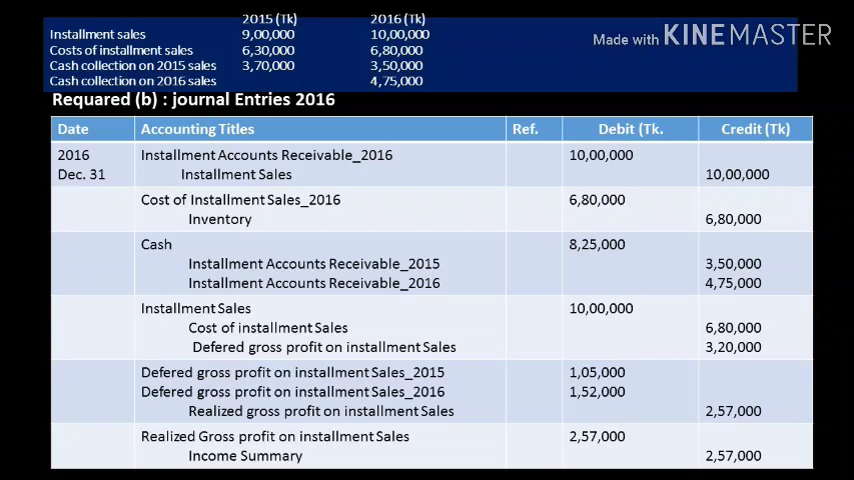 2015 (Tk) 2016 (Tk)
Installment sales 9,00,000 10,00,000
Costs of installment sales 6,30,000 6,80,000
Cash collection on 2015 sales 3,70,000 3,50,000
Cash collection on 2016 sales 4,75,000
Made with KINEMASTER
Requared (b) : journal Entries 2016
Date Accounting Titles Ref. Debit (Tk. Credit (Tk)
2016 Installment Accounts Receivable_2016 10,00,000
Dec. 31 Installment Sales 10,00,000
Cost of Installment Sales_2016 6,80,000
Inventory 6,80,000
Cash 8,25,000
Installment Accounts Receivable_2015 3,50,000
Installment Accounts Receivable_2016 4,75,000
Installment Sales 10,00,000
Cost of installment Sales 6,80,000
Defered gross profit on installment Sales 3,20,000
Defered gross profit on installment Sales_2015 1,05,000
Defered gross profit on installment Sales_2016 1,52,000
Realized gross profit on installment Sales 2,57,000
Realized Gross profit on installment Sales 2,57,000
Income Summary 2,57,000